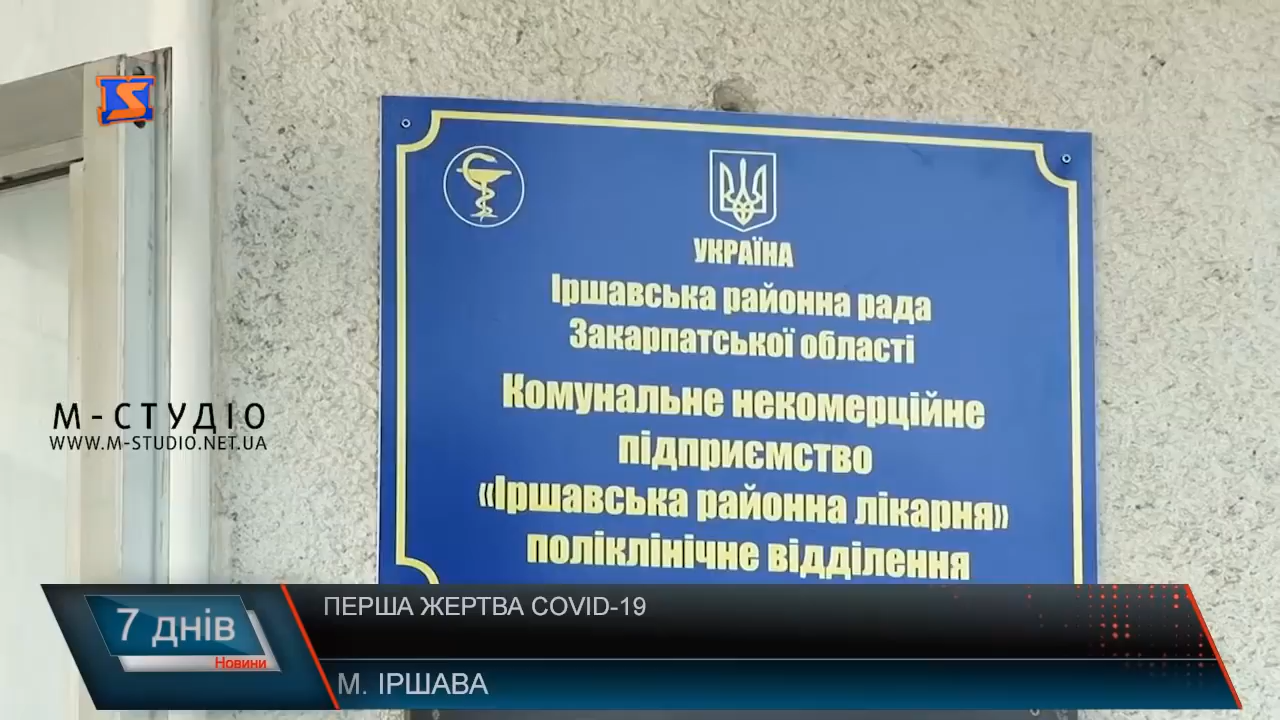 УКРАЇНА
Іршавська районна рада
Закарпатської області
Комунальне некомерційне
підприємство
«Іршавська районна лікарня»
поліклінічне відділення
М-СТУДІО
WWW.M-STUDIO.NET.UA
7 днів
Новини
ПЕРША ЖЕРТВА COVID-19
М. ІРШАВА